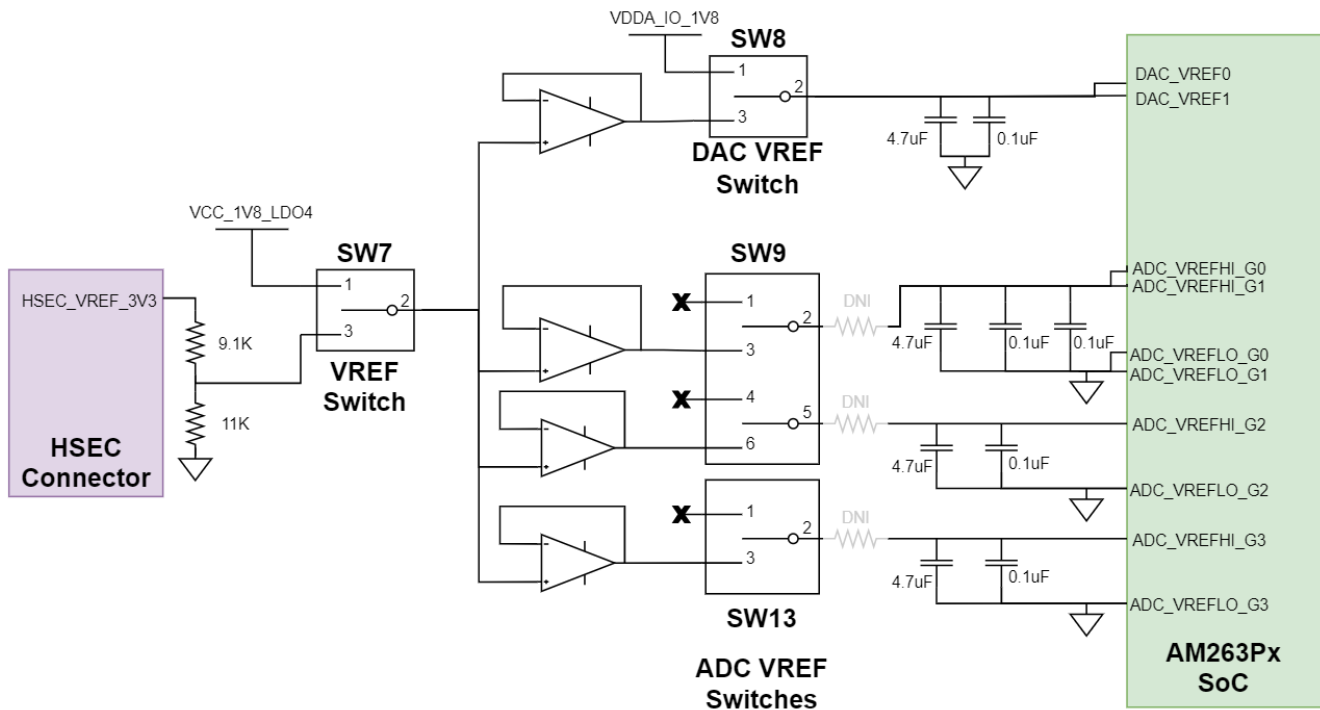 VDDA_IO_1V8
SW8
1
2
3
- +
DAC VREF
Switch
4.7uF
0.1uF
DAC_VREF0
DAC_VREF1
VCC_1V8_LDO4
SW7
1
2
3
VREF
Switch
HSEC_VREF_3V3
9.1K
11K
HSEC
Connector
SW9
1
2
3
4
5
6
- +
- +
- +
DNI
DNI
DNI
4.7uF
0.1uF
0.1uF
ADC_VREFHI_G0
ADC_VREFHI_G1
ADC_VREFLO_G0
ADC_VREFLO_G1
4.7uF
0.1uF
ADC_VREFHI_G2
ADC_VREFLO_G2
1
2
3
SW13
4.7uF
0.1uF
ADC_VREFHI_G3
ADC_VREFLO_G3
ADC VREF
Switches
AM263Px
SoC